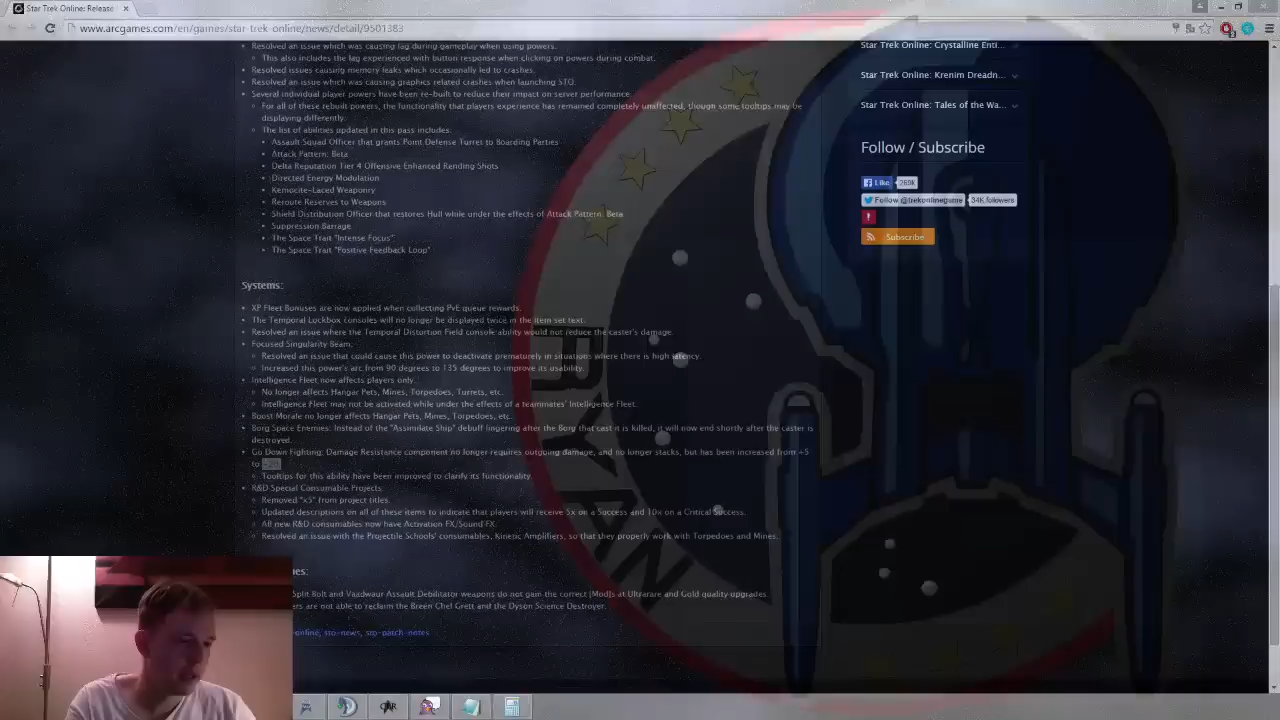 Star Trek Online: Release
www.arcgames.com/en/games/star-trek-online/news/detail/9501383
Resolved an issue which was causing lag during gameplay when using powers.
This also includes the lag experienced with button response when clicking on powers during combat.
Resolved issues causing memory leaks which occasionally led to crashes.
Resolved an issue which was causing graphics related crashes when launching STO.
Several individual player powers have been re-built to reduce their impact on server performance.
For all of these rebuilt powers, the functionality that players experience has remained completely unaffected, though some tooltips may be
displaying differently.
The list of abilities updated in this pass includes:
Assault Squad Officer that grants Point Defense Turret to Boarding Parties
Attack Pattern: Beta
Delta Reputation Tier 4 Offensive Enhanced Rending Shots
Directed Energy Modulation
Kemocite-Laced Weaponry
Reroute Reserves to Weapons
Shield Distribution Officer that restores Hull while under the effects of Attack Pattern: Beta
Suppression Barrage
The Space Trait "Intense Focus"
The Space Trait "Positive Feedback Loop"
Systems:
XP Fleet Bonuses are now applied when collecting PvE queue rewards.
The Temporal Lockbox consoles will no longer be displayed twice in the item set text.
Resolved an issue where the Temporal Distortion Field console ability would not reduce the caster's damage.
Focused Singularity Beam:
Resolved an issue that could cause this power to deactivate prematurely in situations where there is high latency.
Increased this power's arc from 90 degrees to 135 degrees to improve its usability.
Intelligence Fleet now affects players only.
No longer affects Hangar Pets, Mines, Torpedoes, Turrets, etc.
Intelligence Fleet may not be activated while under the effects of a teammates' Intelligence Fleet.
Boost Morale no longer affects Hangar Pets, Mines, Torpedoes, etc.
Borg Space Enemies: Instead of the "Assimilate Ship" debuff lingering after the Borg that cast it is killed, it will now end shortly after the caster is
destroyed.
Go Down Fighting: Damage Resistance component no longer requires outgoing damage, and no longer stacks, but has been increased from +5
to
Tooltips for this ability have been improved to clarify its functionality.
R&D Special Consumable Projects:
Removed "x5" from project titles.
Updated descriptions on all of these items to indicate that players will receive 5x on a Success and 10x on a Critical Success.
All new R&D consumables now have Activation FX/Sound FX.
Resolved an issue with the Projectile Schools' consumables, Kinetic Amplifiers, so that they properly work with Torpedoes and Mines.
ues:
Split Bolt and Vaadwaur Assault Debilitator weapons do not gain the correct [Mod]s at Ultrarare and Gold quality upgrades.
ers are not able to reclaim the Breen Chel Grett and the Dyson Science Destroyer.
online, sto-news, sto-patch-notes
Star Trek Online: Crystalline Enti...
Star Trek Online: Krenim Dreadn...
Star Trek Online: Tales of the Wa...
Follow / Subscribe
Like 269k
Follow @trekonlinegame 34K followers
Subscribe